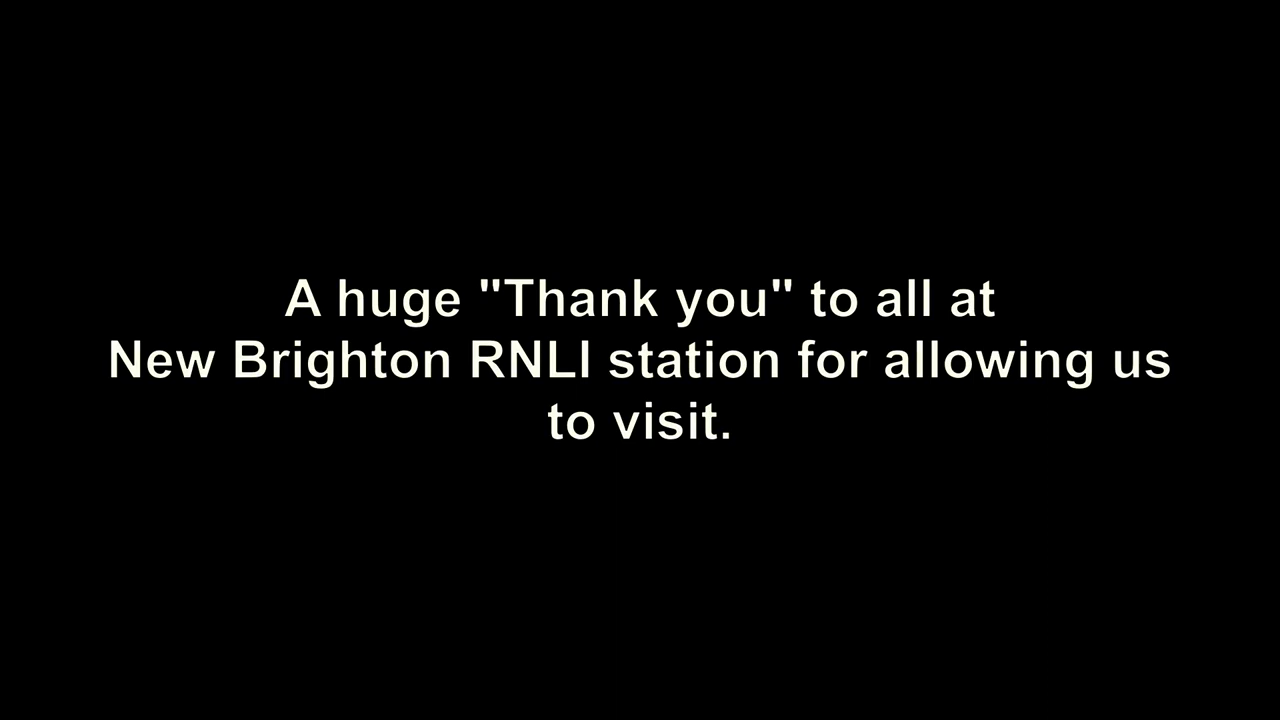 A huge "Thank you" to all at
New Brighton RNLI station for allowing us
to visit.